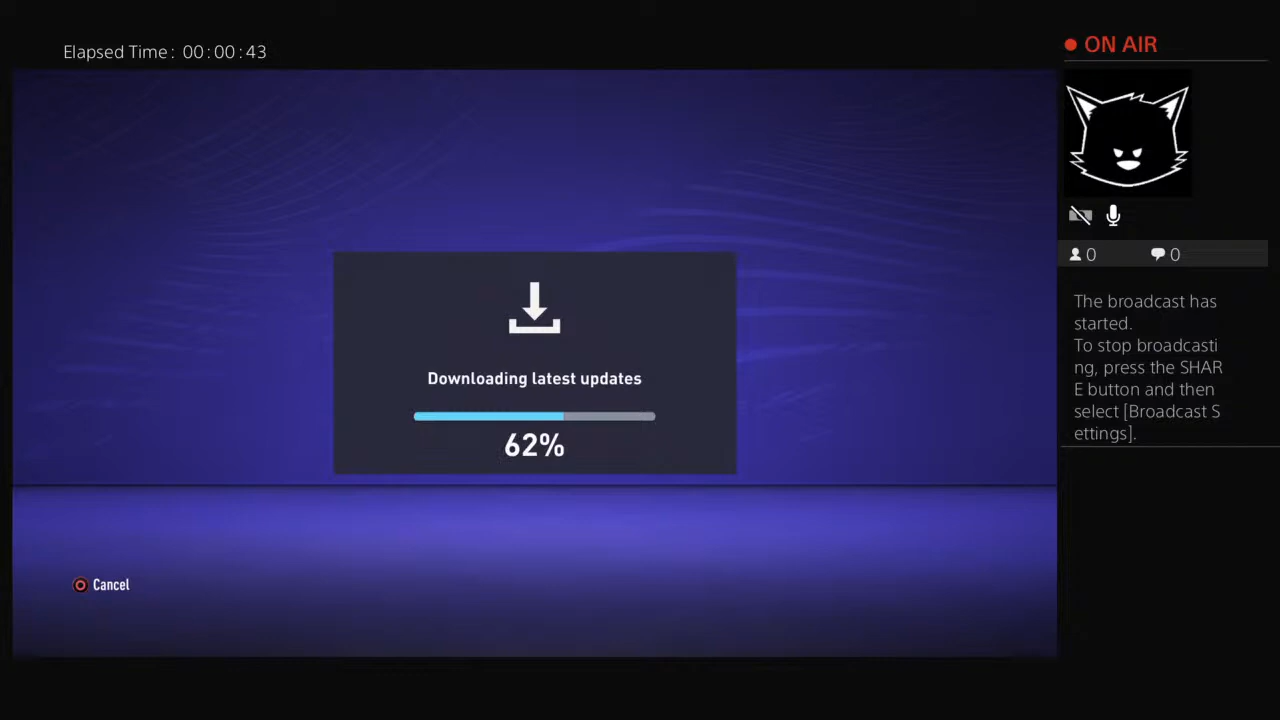 Elapsed Time: 00:00:43
ON AIR
0
0
The broadcast has
started.
To stop broadcasti
ng, press the SHAR
E button and then
select [Broadcast S
ettings].
Downloading latest updates
62%
Cancel